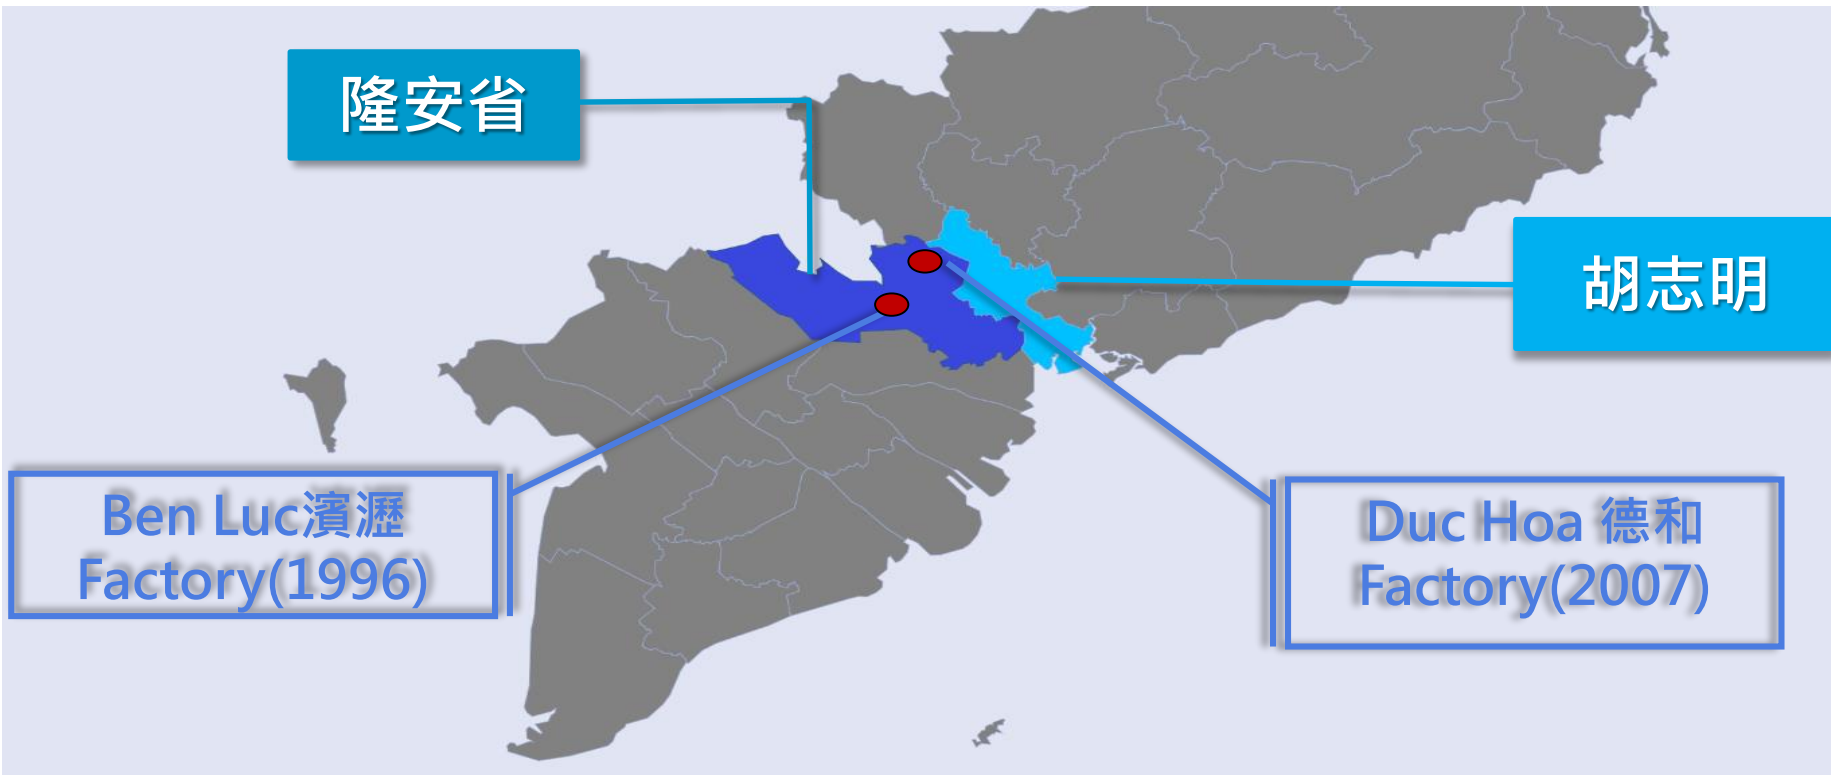 隆安省
胡志明
Ben Luc濱瀝
Factory(1996)
Duc Hoa 德和
Factory(2007)